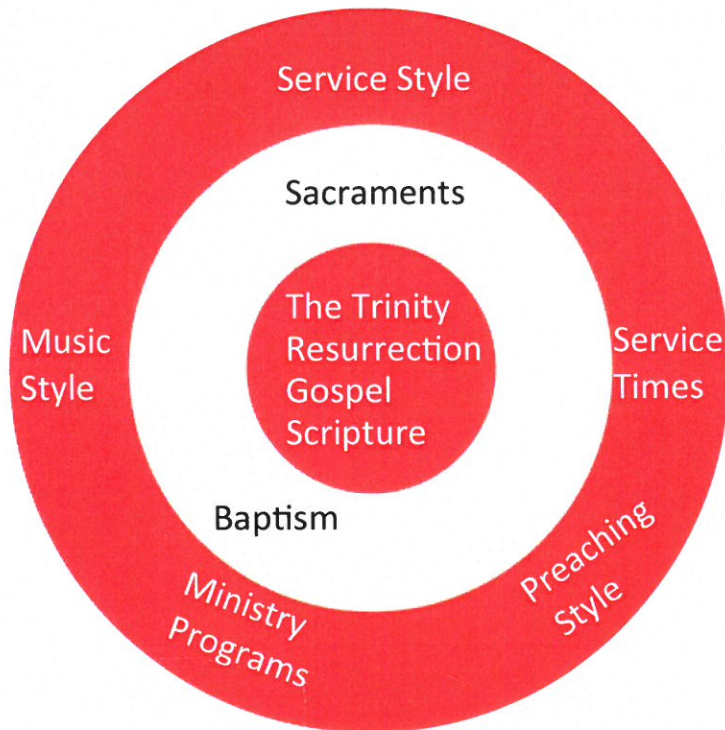 Service Style
Sacraments
The Trinity
Resurrection
Gospel
Scripture
Music
Style
Service
Times
Baptism
Preaching
Style
Ministry
Programs